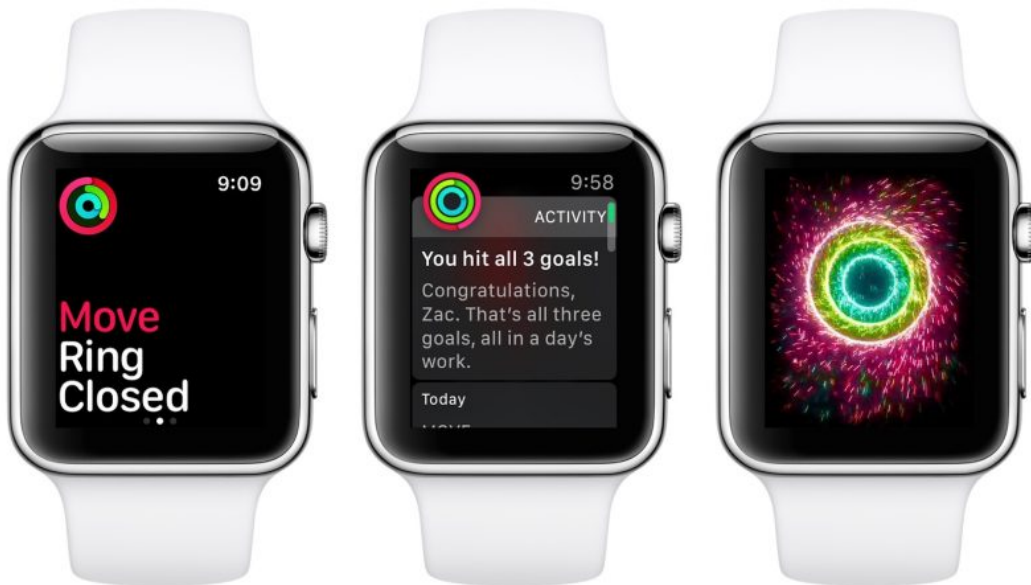 9:09
Move
Ring
Closed
9:58
ACTIVITY
You hit all 3 goals!
Congratulations,
Zac. That's all three
goals, all in a day's
work.
Today
MOVE